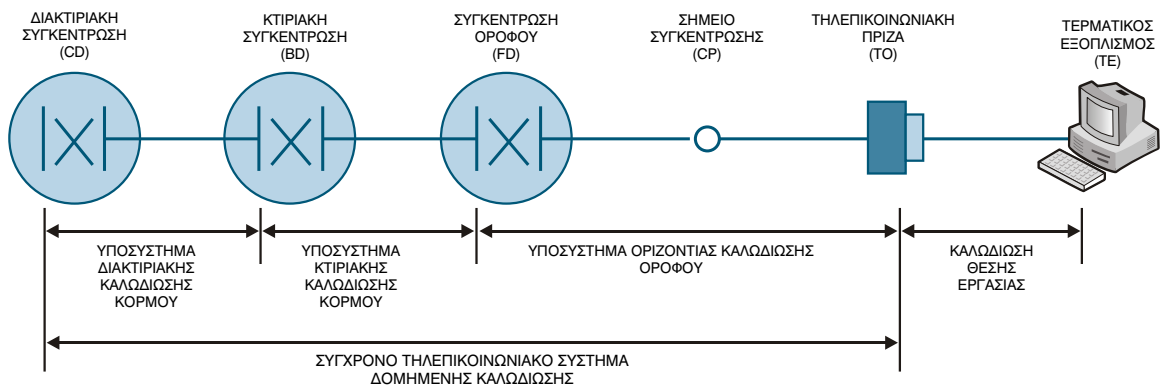 ΔΙΑΚΤΙΡΙΑΚΗ
ΣΥΓΚΕΝΤΡΩΣΗ
(CD)
ΚΤΙΡΙΑΚΗ
ΣΥΓΚΕΝΤΡΩΣΗ
(BD)
ΣΥΓΚΕΝΤΡΩΣΗ
ΟΡΟΦΟΥ
(FD)
ΣΗΜΕΙΟ
ΣΥΓΚΕΝΤΡΩΣΗΣ
(CP)
ΤΗΛΕΠΙΚΟΙΝΩΝΙΑΚΗ
ΠΡΙΖΑ
(TO)
ΤΕΡΜΑΤΙΚΟΣ
ΕΞΟΠΛΙΣΜΟΣ
(TE)
ΥΠΟΣΥΣΤΗΜΑ
ΔΙΑΚΤΙΡΙΑΚΗΣ
ΚΑΛΩΔΙΩΣΗΣ
ΚΟΡΜΟΥ
ΥΠΟΣΥΣΤΗΜΑ
ΚΤΙΡΙΑΚΗΣ
ΚΑΛΩΔΙΩΣΗΣ
ΚΟΡΜΟΥ
ΥΠΟΣΥΣΤΗΜΑ ΟΡΙΖΟΝΤΙΑΣ ΚΑΛΩΔΙΩΣΗΣ
ΟΡΟΦΟΥ
ΚΑΛΩΔΙΩΣΗ
ΘΕΣΗΣ
ΕΡΓΑΣΙΑΣ
ΣΥΓΧΡΟΝΟ ΤΗΛΕΠΙΚΟΙΝΩΝΙΑΚΟ ΣΥΣΤΗΜΑ
ΔΟΜΗΜΕΝΗΣ ΚΑΛΩΔΙΩΣΗΣ